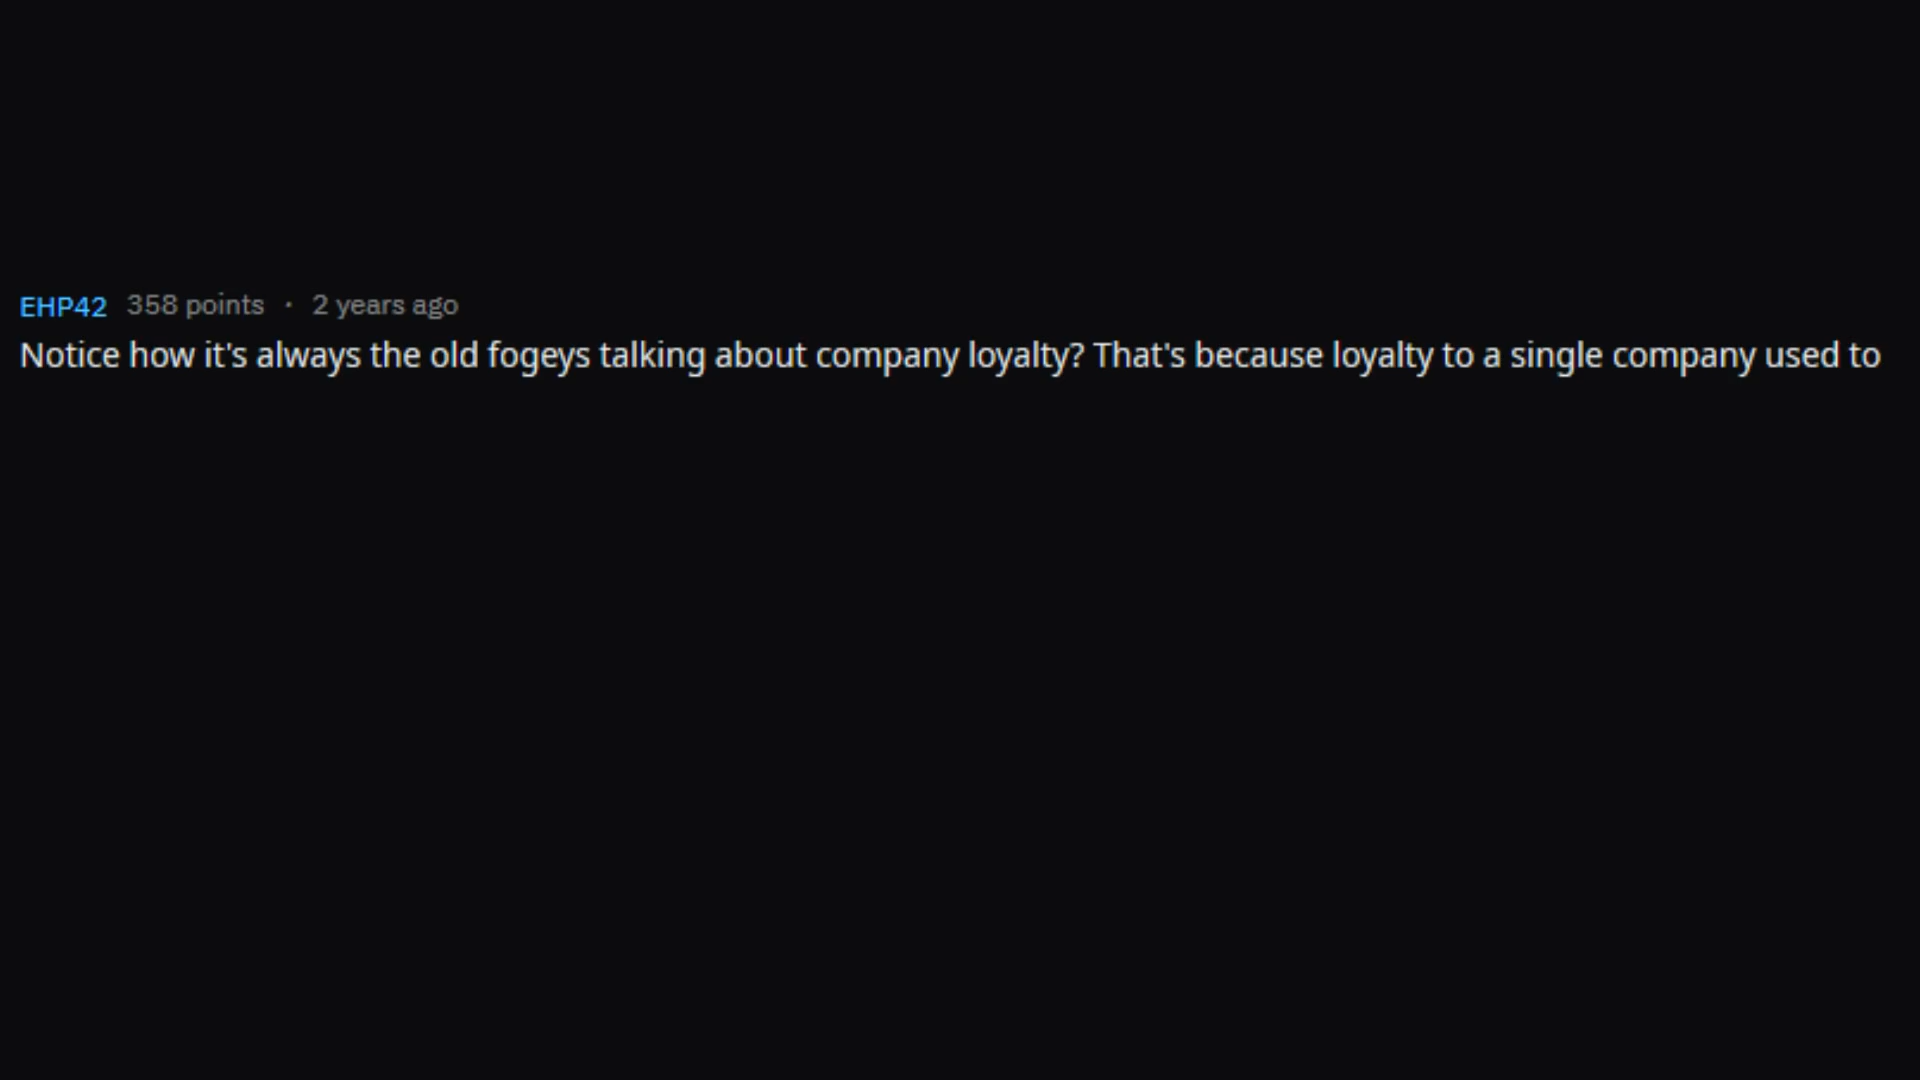 EHP42 358 points · 2 years ago
Notice how it's always the old fogeys talking about company loyalty? That's because loyalty to a single company used to